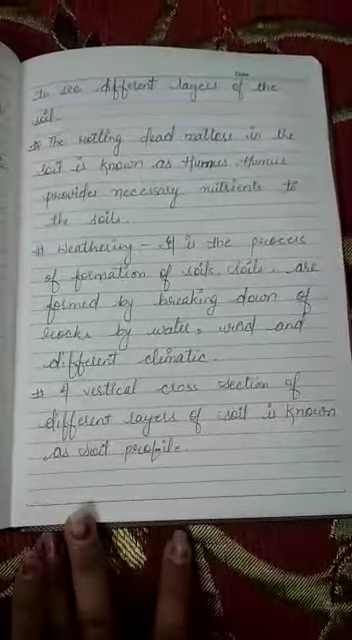 Date
To see different layers of the
soil.
* The rotting dead matters in the
soil is known as Humus. Humus
provides necessary nutrients to
the soils.
# Weathering - It is the process
of formation of soils. Soils are
formed by breaking down of
rocks by water, wind and
different climatic.
# A vertical cross section of
different layers of soil is known
as soil profile.